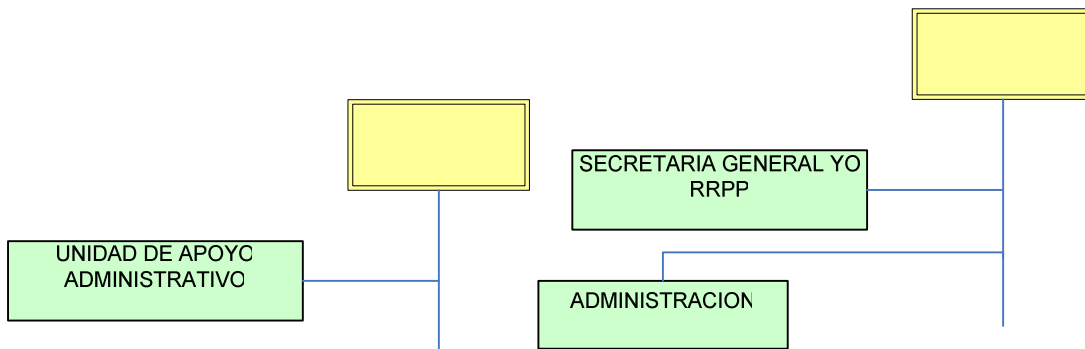 SECRETARIA GENERAL YO
RRPP
UNIDAD DE APOYO
ADMINISTRATIVO
ADMINISTRACION